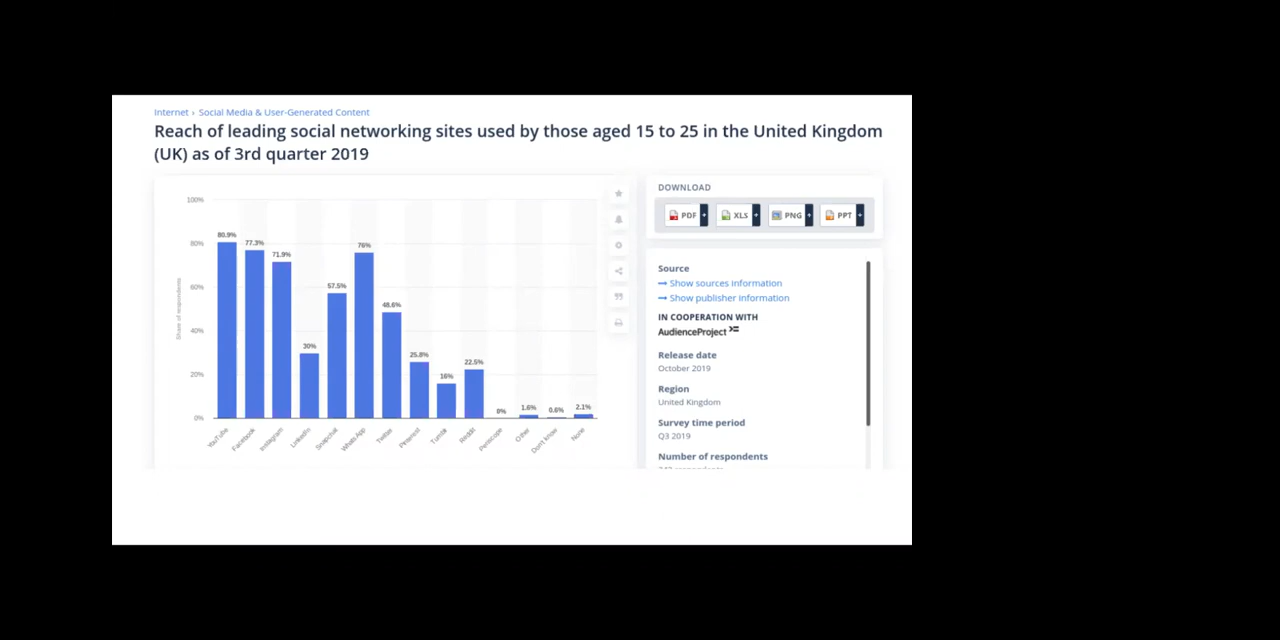 Internet › Social Media & User-Generated Content
Reach of leading social networking sites used by those aged 15 to 25 in the United Kingdom
(UK) as of 3rd quarter 2019
100%
80%
60%
40%
20%
0%
Share of respondents
80.9%
77.3%
71.9%
30%
57.5%
76%
48.6%
25.8%
16%
22.5%
0%
1.6%
0.6%
2.1%
YouTube
Facebook
Instagram
LinkedIn
Snapchat
WhatsApp
Twitter
Pinterest
Tumblr
Reddit
Periscope
Other
Don't know
None
DOWNLOAD
PDF + XLS + PNG + PPT +
Source
→ Show sources information
→ Show publisher information
IN COOPERATION WITH
AudienceProject
Release date
October 2019
Region
United Kingdom
Survey time period
Q3 2019
Number of respondents